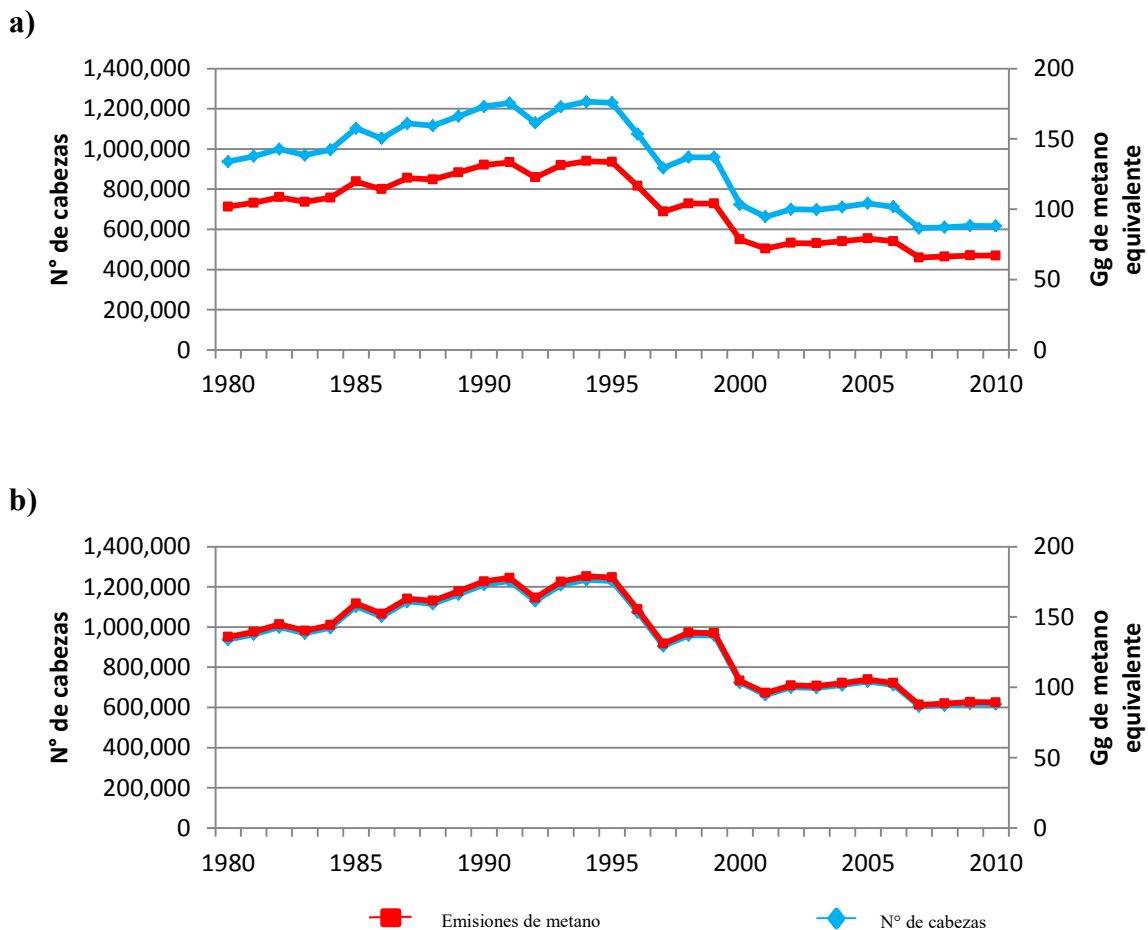 a)
N° de cabezas
1,400,000
1,200,000
1,000,000
800,000
600,000
400,000
200,000
0
200
150
100
50
0
Gg de metano
equivalente
1980 1985 1990 1995 2000 2005 2010
b)
N° de cabezas
1,400,000
1,200,000
1,000,000
800,000
600,000
400,000
200,000
0
200
150
100
50
0
Gg de metano
equivalente
1980 1985 1990 1995 2000 2005 2010
Emisiones de metano N° de cabezas